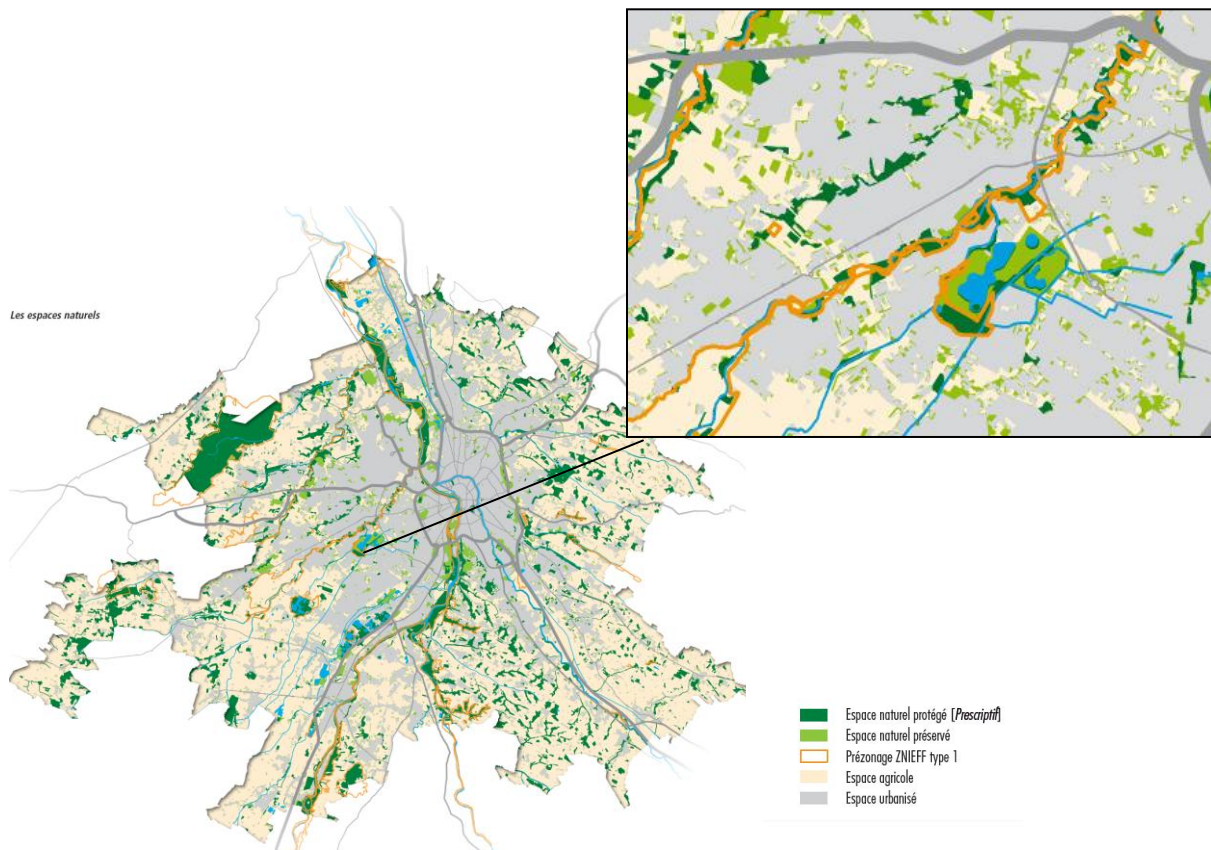 Les espaces naturels
Espace naturel protégé [Prescriptif]
Espace naturel préservé
Prézonage ZNIEFF type 1
Espace agricole
Espace urbanisé